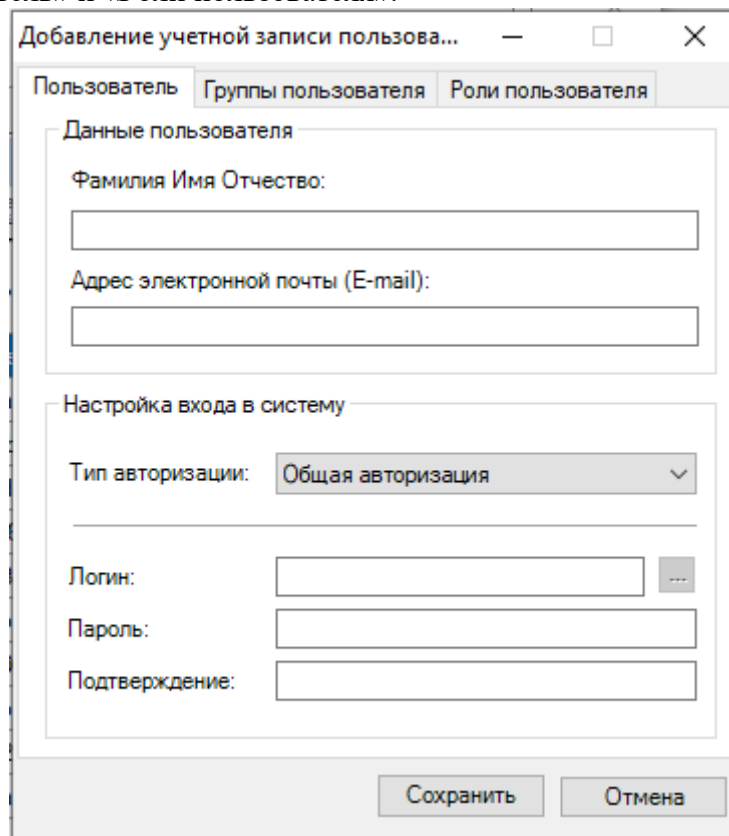 Добавление учетной записи пользова...
Пользователь Группы пользователя Роли пользователя
Данные пользователя
Фамилия Имя Отчество:
Адрес электронной почты (E-mail):
Настройка входа в систему
Тип авторизации: Общая авторизация
Логин: ...
Пароль:
Подтверждение:
Сохранить Отмена